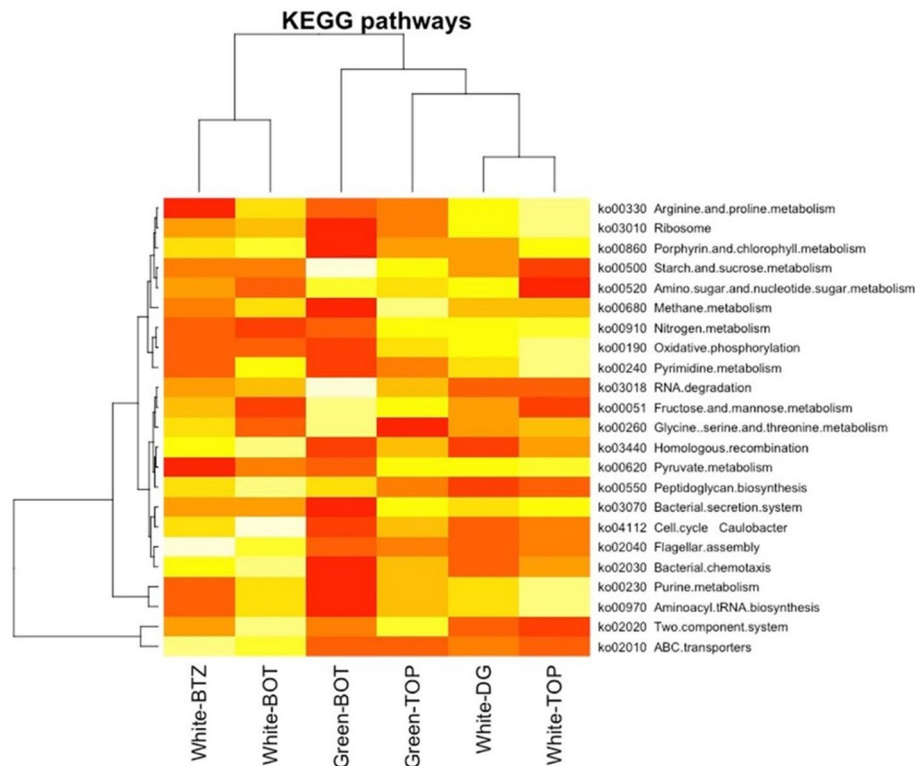 KEGG pathways
ko00330 Arginine.and.proline.metabolism
ko03010 Ribosome
ko00860 Porphyrin.and.chlorophyll.metabolism
ko00500 Starch.and.sucrose.metabolism
ko00520 Amino.sugar.and.nucleotide.sugar.metabolism
ko00680 Methane.metabolism
ko00910 Nitrogen.metabolism
ko00190 Oxidative.phosphorylation
ko00240 Pyrimidine.metabolism
ko03018 RNA.degradation
ko00051 Fructose.and.mannose.metabolism
ko00260 Glycine..serine.and.threonine.metabolism
ko03440 Homologous.recombination
ko00620 Pyruvate.metabolism
ko00550 Peptidoglycan.biosynthesis
ko03070 Bacterial.secretion.system
ko04112 Cell.cycle Caulobacter
ko02040 Flagellar.assembly
ko02030 Bacterial.chemotaxis
ko00230 Purine.metabolism
ko00970 Aminoacyl.tRNA.biosynthesis
ko02020 Two.component.system
ko02010 ABC.transporters
White-BTZ
White-BOT
Green-BOT
Green-TOP
White-DG
White-TOP